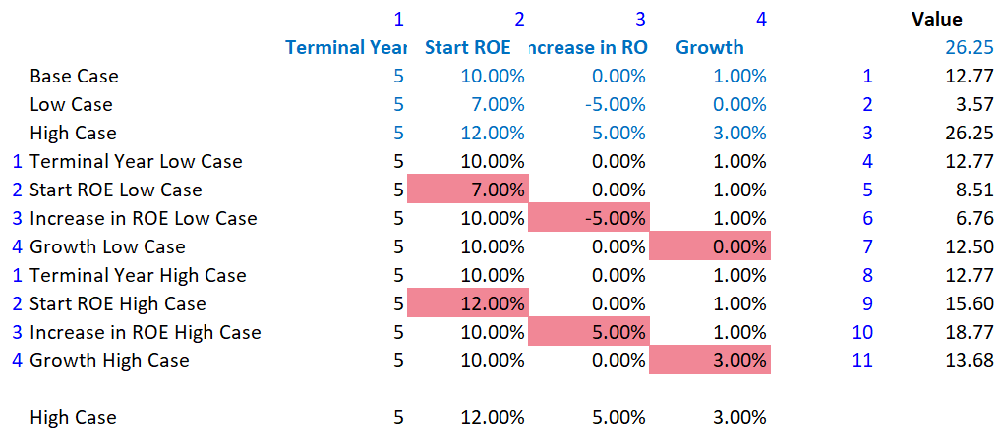 1 2 3 4 Value
Terminal Year Start ROE ncrease in RO Growth 26.25
Base Case 5 10.00% 0.00% 1.00% 1 12.77
Low Case 5 7.00% -5.00% 0.00% 2 3.57
High Case 5 12.00% 5.00% 3.00% 3 26.25
1 Terminal Year Low Case 5 10.00% 0.00% 1.00% 4 12.77
2 Start ROE Low Case 5 7.00% 0.00% 1.00% 5 8.51
3 Increase in ROE Low Case 5 10.00% -5.00% 1.00% 6 6.76
4 Growth Low Case 5 10.00% 0.00% 0.00% 7 12.50
1 Terminal Year High Case 5 10.00% 0.00% 1.00% 8 12.77
2 Start ROE High Case 5 12.00% 0.00% 1.00% 9 15.60
3 Increase in ROE High Case 5 10.00% 5.00% 1.00% 10 18.77
4 Growth High Case 5 10.00% 0.00% 3.00% 11 13.68
High Case 5 12.00% 5.00% 3.00%